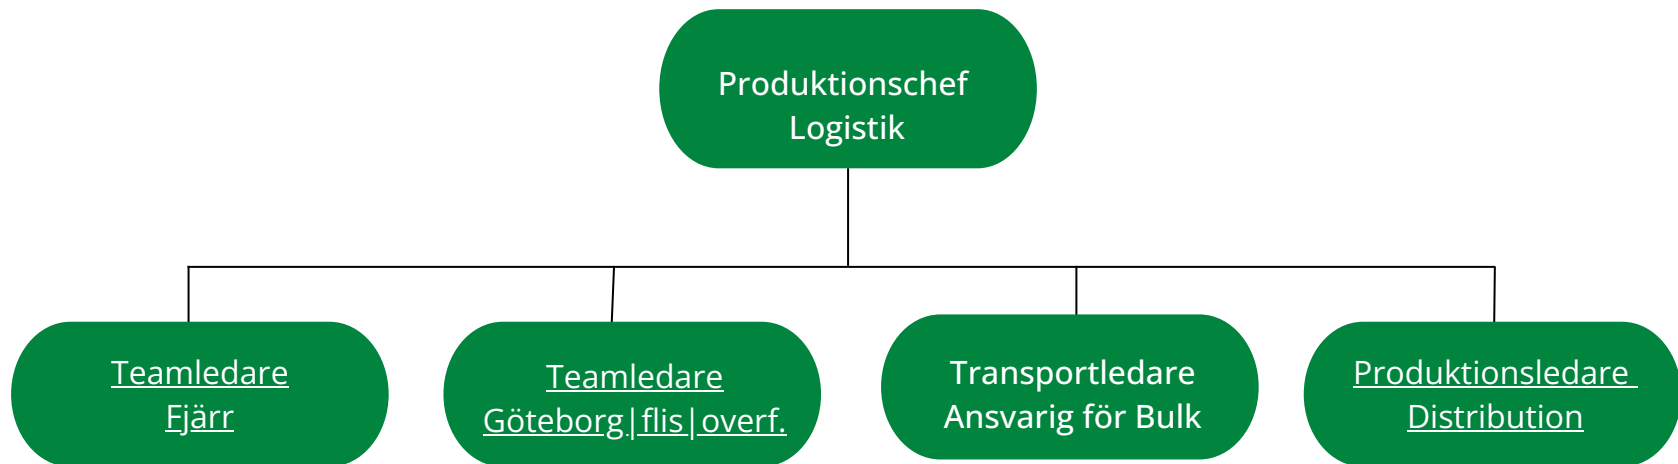 Produktionschef
Logistik
Teamledare
Fjärr
Teamledare
Göteborg|flis|overf.
Transportledare
Ansvarig för Bulk
Produktionsledare
Distribution